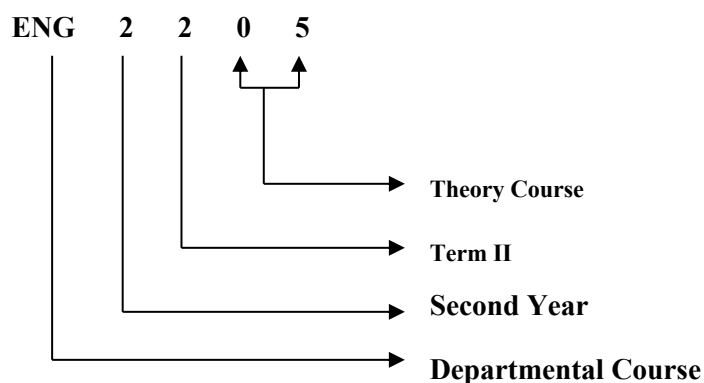 ENG 2 2 0 5
Theory Course
Term II
Second Year
Departmental Course